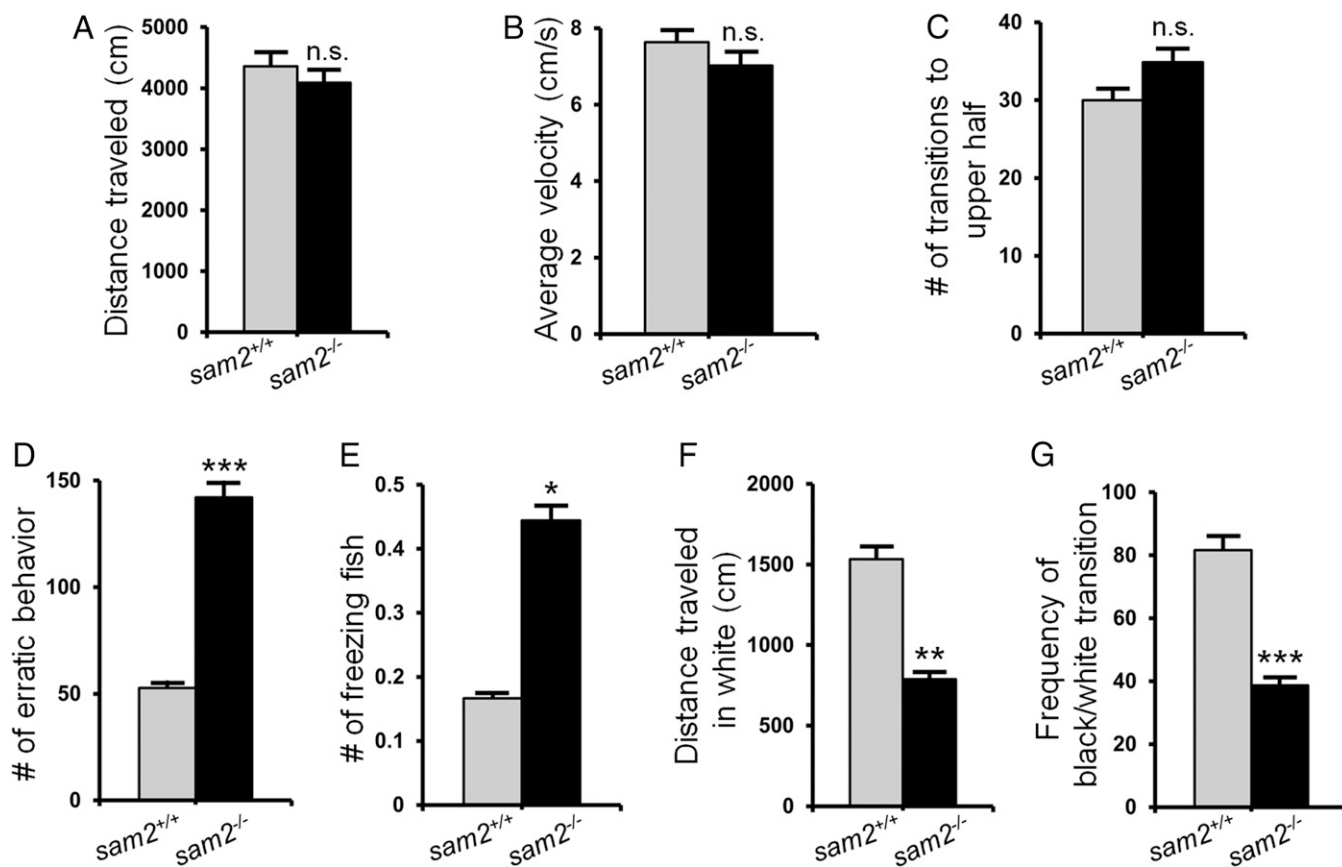 A
Distance traveled (cm)
5000
4000
3000
2000
1000
0
n.s.
sam2+/+
sam2-/-
B
Average velocity (cm/s)
8
6
4
2
0
n.s.
sam2+/+
sam2-/-
C
# of transitions to
upper half
40
30
20
10
0
n.s.
sam2+/+
sam2-/-
D
# of erratic behavior
150
100
50
0
***
sam2+/+
sam2-/-
E
# of freezing fish
0.5
0.4
0.3
0.2
0.1
0
*
sam2+/+
sam2-/-
F
Distance traveled
in white (cm)
2000
1500
1000
500
0
**
sam2+/+
sam2-/-
G
Frequency of
black/white transition
100
80
60
40
20
0
***
sam2+/+
sam2-/-